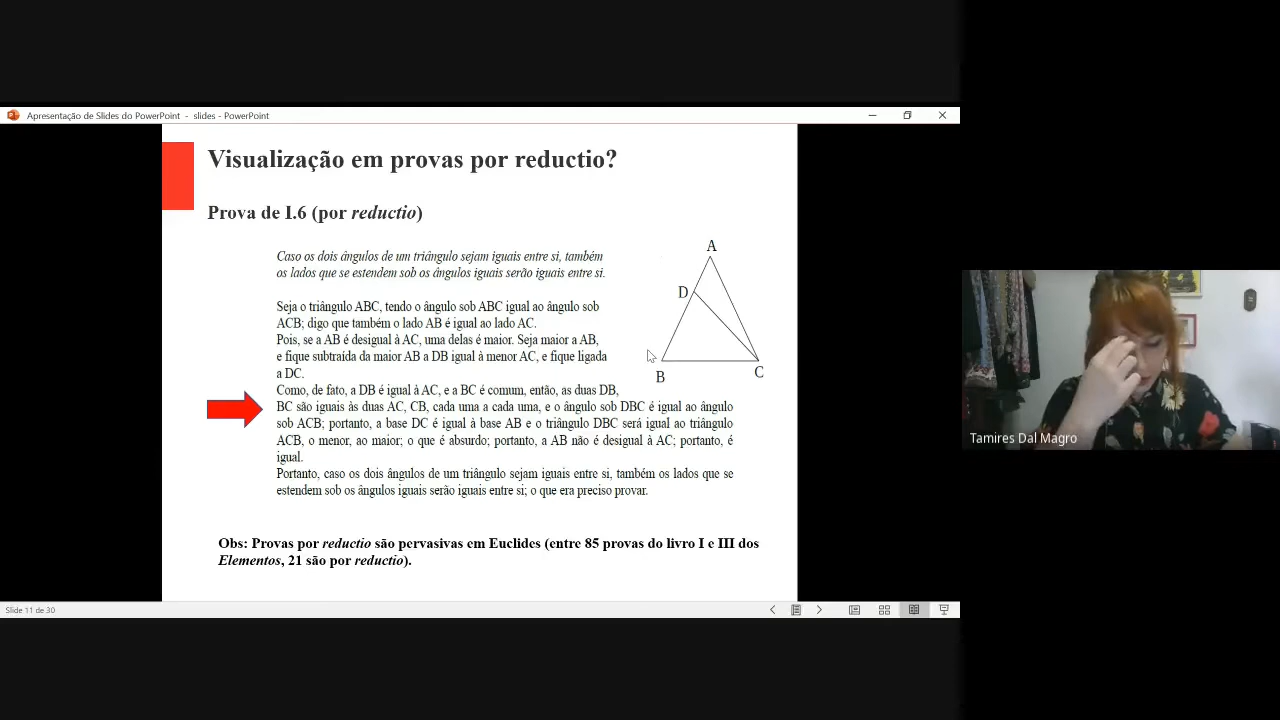 Apresentação de Slides do PowerPoint - slides - PowerPoint
Visualização em provas por reductio?
Prova de I.6 (por reductio)
Caso os dois ângulos de um triângulo sejam iguais entre si, também
os lados que se estendem sob os ângulos iguais serão iguais entre si.
Seja o triângulo ABC, tendo o ângulo sob ABC igual ao ângulo sob
ACB; digo que também o lado AB é igual ao lado AC.
Pois, se a AB é desigual à AC, uma delas é maior. Seja maior a AB,
e fique subtraída da maior AB a DB igual à menor AC, e fique ligada
a DC.
Como, de fato, a DB é igual à AC, e a BC é comum, então, as duas DB,
BC são iguais às duas AC, CB, cada uma a cada uma, e o ângulo sob DBC é igual ao ângulo
sob ACB; portanto, a base DC é igual à base AB e o triângulo DBC será igual ao triângulo
ACB, o menor, ao maior; o que é absurdo; portanto, a AB não é desigual à AC; portanto, é
igual.
Portanto, caso os dois ângulos de um triângulo sejam iguais entre si, também os lados que se
estendem sob os ângulos iguais serão iguais entre si; o que era preciso provar.
A
D
B
C
Obs: Provas por reductio são pervasivas em Euclides (entre 85 provas do livro I e III dos
Elementos, 21 são por reductio).
Slide 11 de 30
Tamires Dal Magro